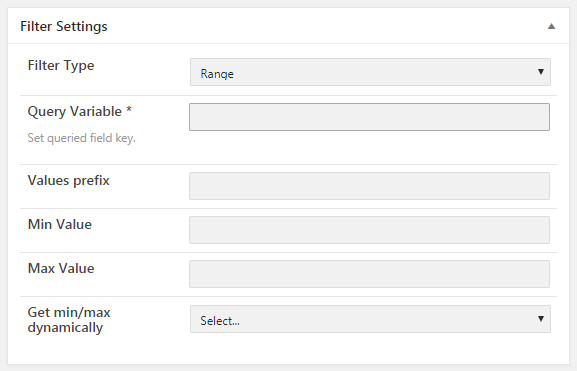 Filter Settings
Filter Type
Range
Query Variable *
Set queried field key.
Values prefix
Min Value
Max Value
Get min/max
dynamically
Select...